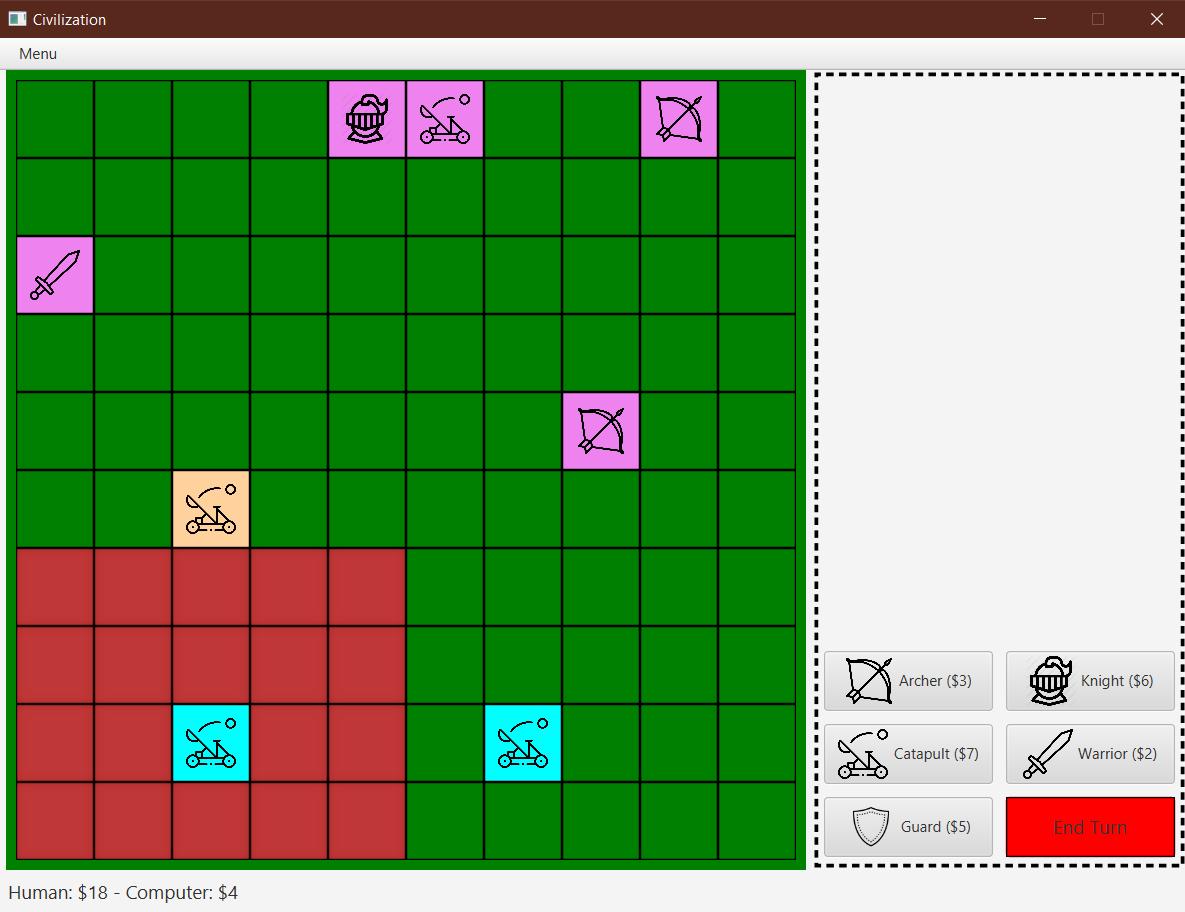 Civilization
Menu
Archer ($3)
Knight ($6)
Catapult ($7)
Warrior ($2)
Guard ($5)
End Turn
Human: $18 - Computer: $4